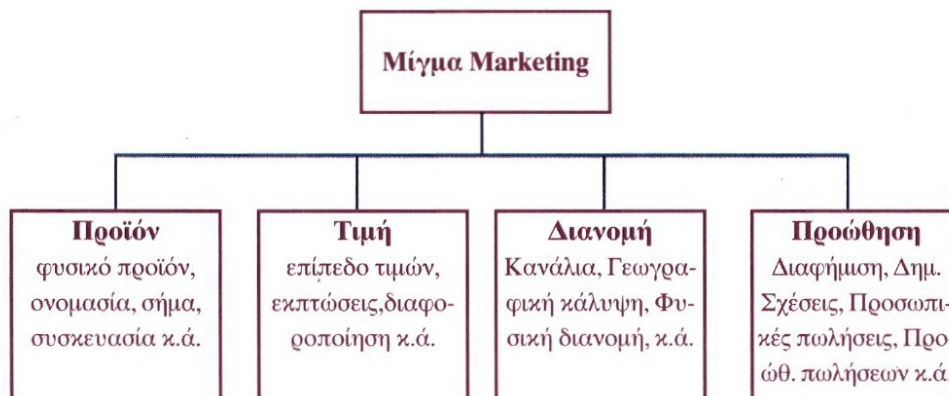 Μίγμα Marketing
Προϊόν
φυσικό προϊόν,
ονομασία, σήμα,
συσκευασία κ.ά.
Τιμή
επίπεδο τιμών,
εκπτώσεις,διαφο-
ροποίηση κ.ά.
Διανομή
Κανάλια, Γεωγρα-
φική κάλυψη, Φυ-
σική διανομή, κ.ά.
Προώθηση
Διαφήμιση, Δημ.
Σχέσεις, Προσωπι-
κές πωλήσεις, Προ-
ώθ. πωλήσεων κ.ά.